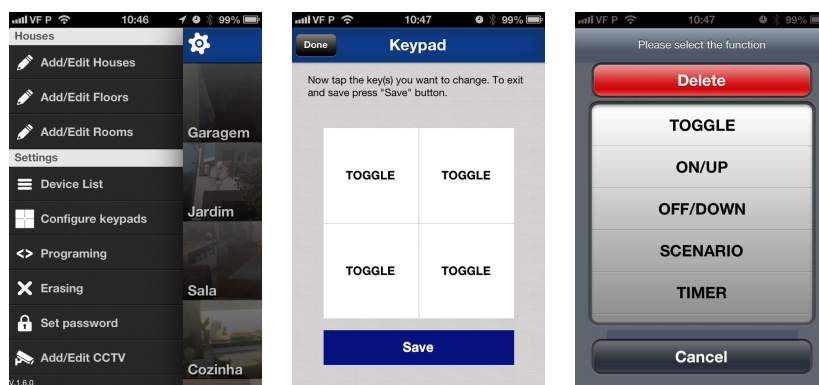 VF P 10:46 99%
Houses
Add/Edit Houses
Add/Edit Floors
Add/Edit Rooms
Settings
Device List
Configure keypads
<> Programing
Erasing
Set password
Add/Edit CCTV
V.1.6.0
Garagem
Jardim
Sala
Cozinha
VF P 10:47 99%
Done Keypad
Now tap the key(s) you want to change. To exit
and save press "Save" button.
TOGGLE TOGGLE
TOGGLE TOGGLE
Save
VF P 10:47 99%
Please select the function
Delete
TOGGLE
ON/UP
OFF/DOWN
SCENARIO
TIMER
Cancel